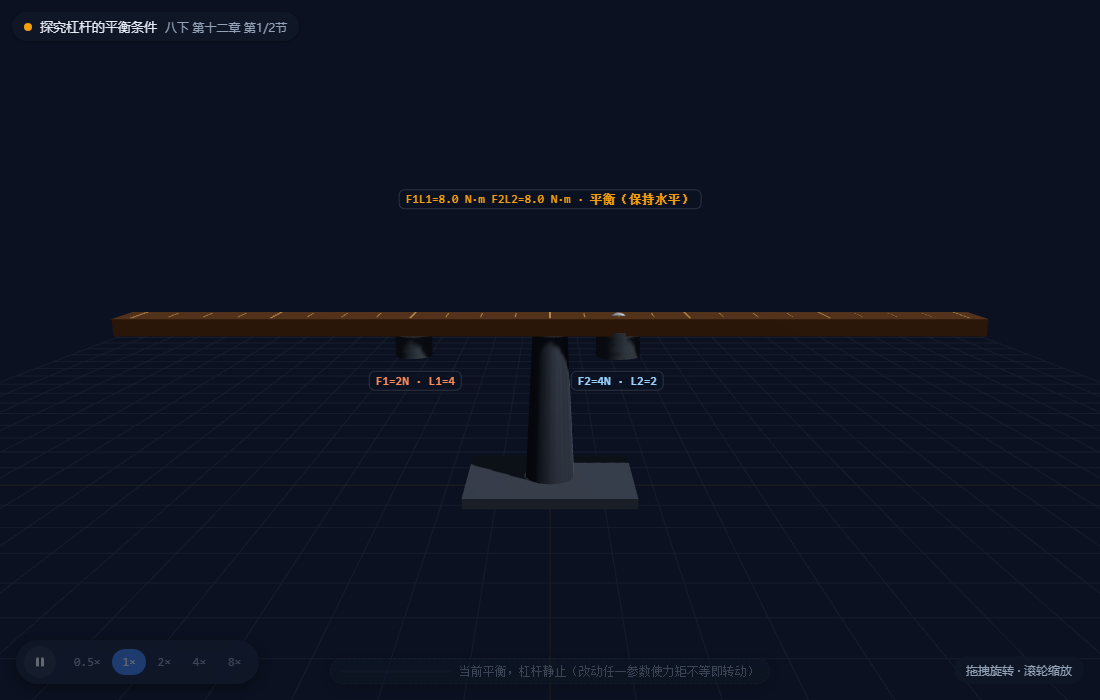 探究杠杆的平衡条件 八下 第十二章 第1/2节
F1L1=8.0 N·m F2L2=8.0 N·m · 平衡（保持水平）
F1=2N · L1=4
F2=4N · L2=2
0.5× 1× 2× 4× 8×
当前平衡，杠杆静止（改动任一参数使力矩不等即转动）
拖拽旋转 · 滚轮缩放